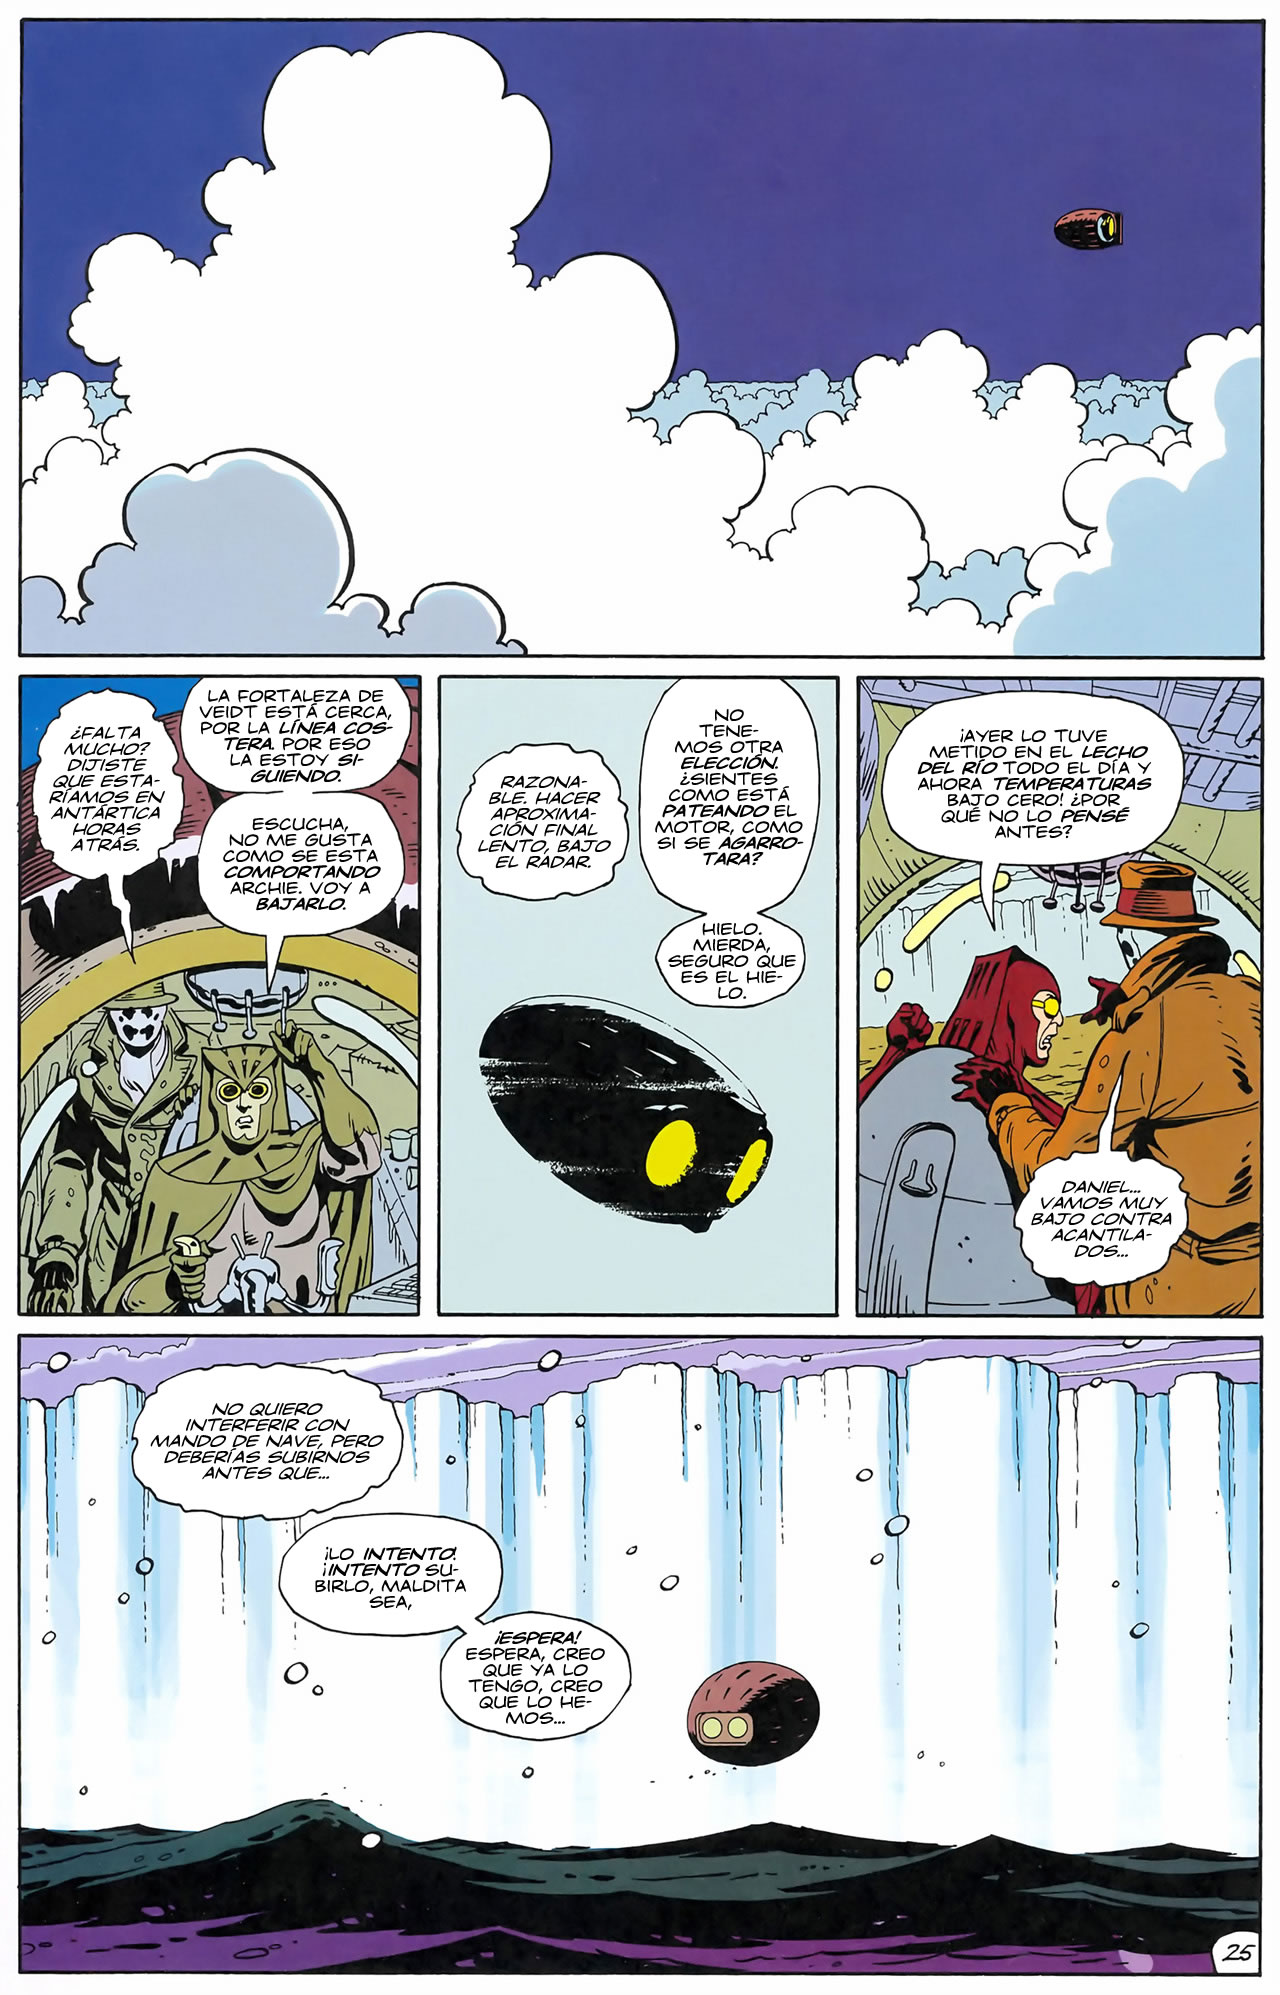 ¿FALTA
MUCHO?
DIJISTE
QUE ESTA-
RÍAMOS EN
ANTÁRTICA
HORAS
ATRÁS.
LA FORTALEZA DE
VEIDT ESTÁ CERCA,
POR LA LÍNEA COS-
TERA. POR ESO
LA ESTOY SI-
GUIENDO.
ESCUCHA,
NO ME GUSTA
COMO SE ESTA
COMPORTANDO
ARCHIE. VOY A
BAJARLO.
RAZONA-
BLE. HACER
APROXIMA-
CIÓN FINAL
LENTO, BAJO
EL RADAR.
NO
TENE-
MOS OTRA
ELECCIÓN.
¿SIENTES
COMO ESTÁ
PATEANDO EL
MOTOR, COMO
SI SE AGARRO-
TARA?
HIELO.
MIERDA,
SEGURO QUE
ES EL HIE-
LO.
¡AYER LO TUVE
METIDO EN EL LECHO
DEL RÍO TODO EL DÍA Y
AHORA TEMPERATURAS
BAJO CERO! ¿POR
QUÉ NO LO PENSÉ
ANTES?
DANIEL...
VAMOS MUY
BAJO CONTRA
ACANTILA-
DOS...
NO QUIERO
INTERFERIR CON
MANDO DE NAVE, PERO
DEBERÍAS SUBIRNOS
ANTES QUE...
¡LO INTENTO!
¡INTENTO SU-
BIRLO, MALDITA
SEA,
¡ESPERA!
ESPERA, CREO
QUE YA LO
TENGO, CREO
QUE LO HE-
MOS...
25